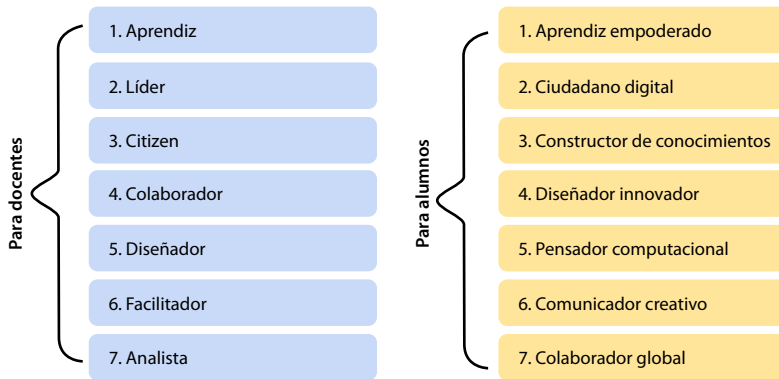 Para docentes
1. Aprendiz
2. Líder
3. Citizen
4. Colaborador
5. Diseñador
6. Facilitador
7. Analista
Para alumnos
1. Aprendiz empoderado
2. Ciudadano digital
3. Constructor de conocimientos
4. Diseñador innovador
5. Pensador computacional
6. Comunicador creativo
7. Colaborador global